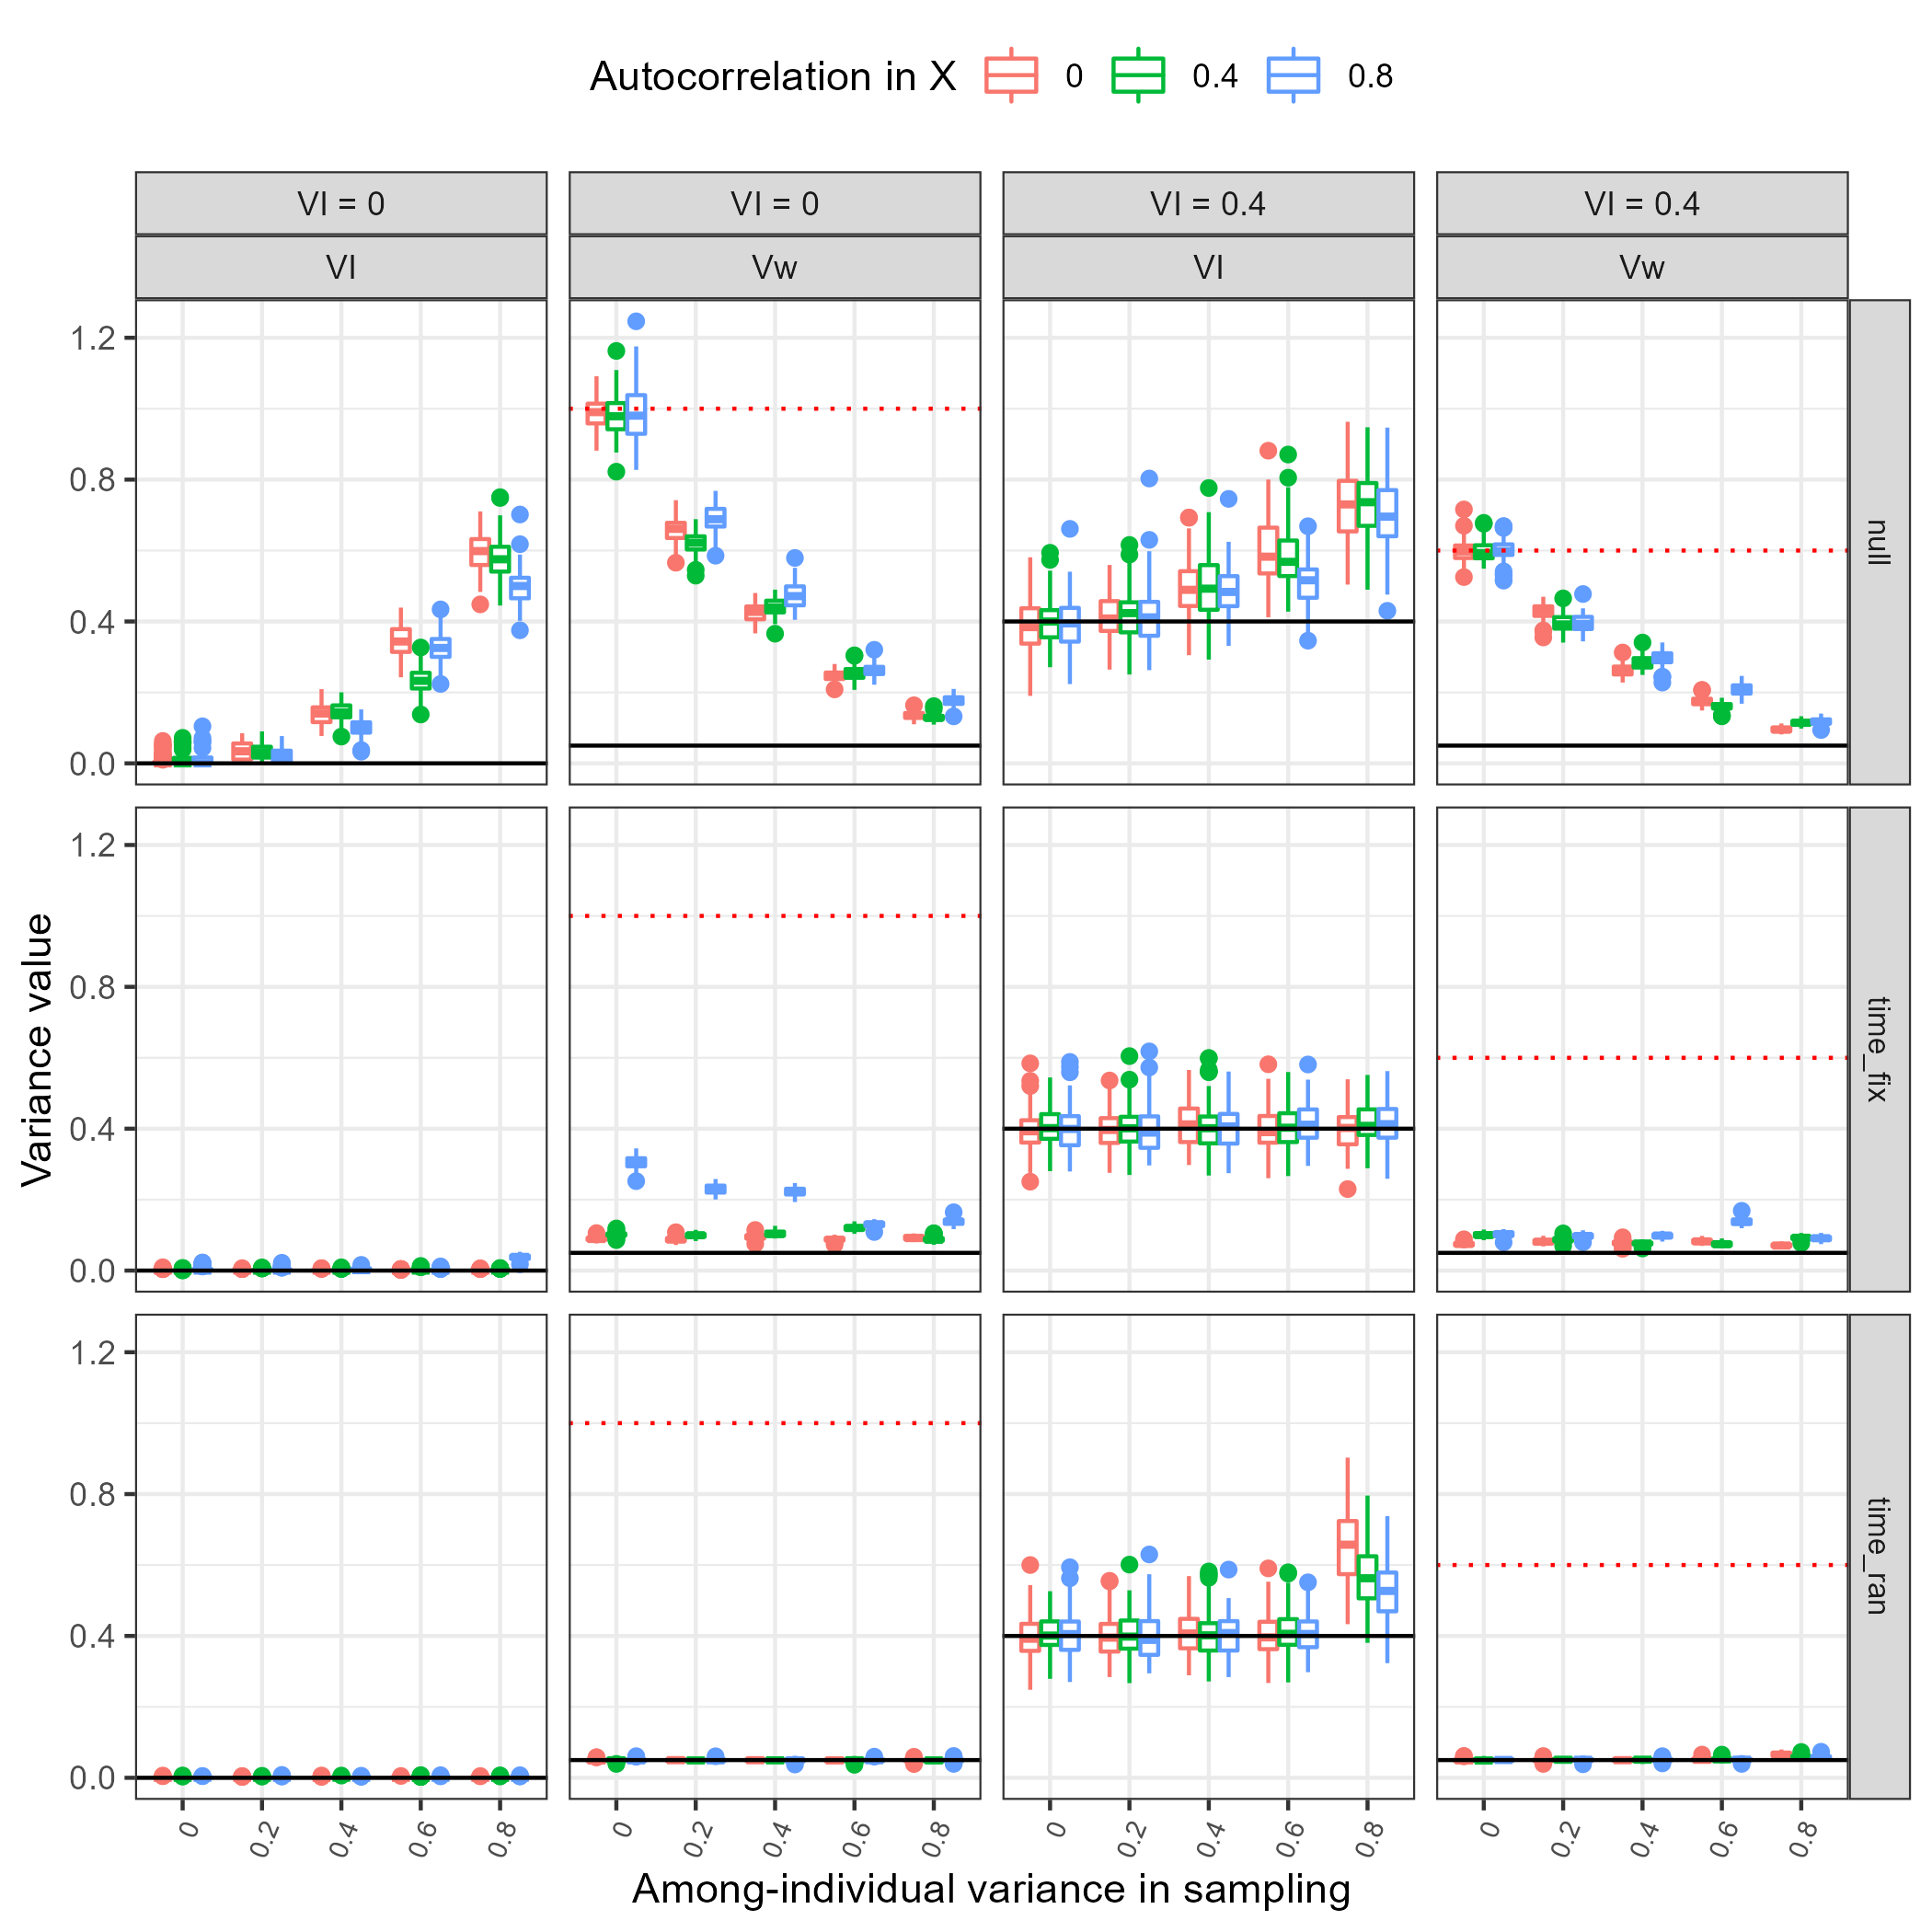 Autocorrelation in X 0 0.4 0.8
VI = 0 VI = 0 VI = 0.4 VI = 0.4
VI Vw VI Vw
1.2
0.8
0.4
0.0
null
Variance value
1.2
0.8
0.4
0.0
time_fix
1.2
0.8
0.4
0.0
time_ran
0 0.2 0.4 0.6 0.8 0 0.2 0.4 0.6 0.8 0 0.2 0.4 0.6 0.8 0 0.2 0.4 0.6 0.8
Among-individual variance in sampling